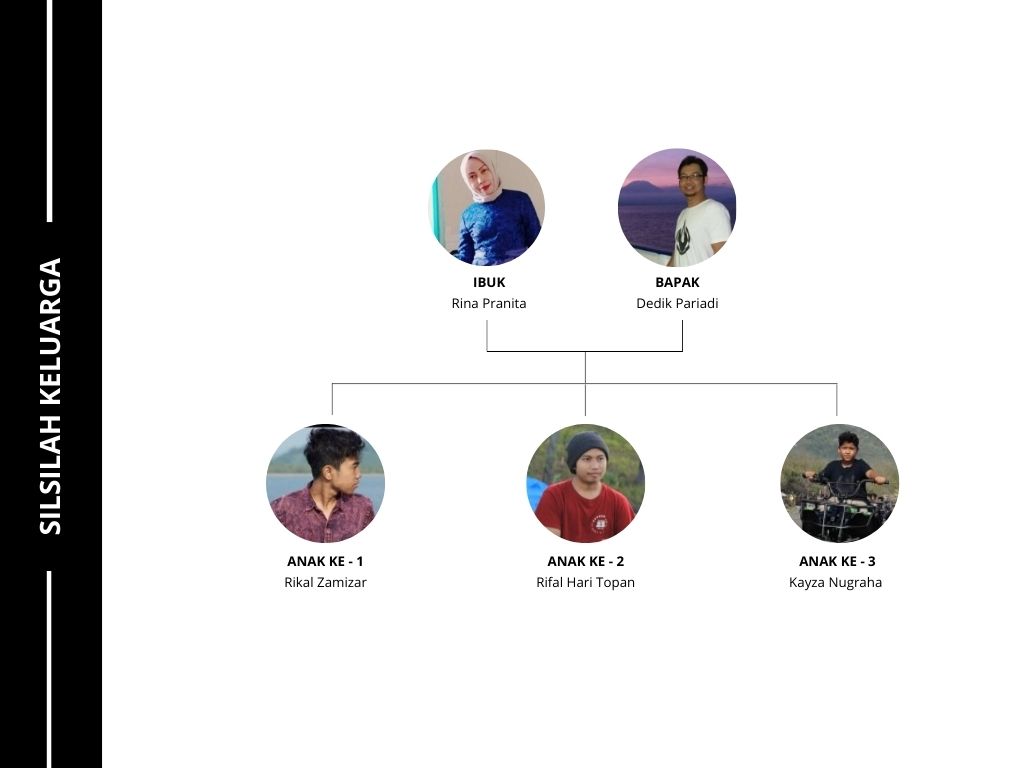 SILSILAH KELUARGA
IBUK
Rina Pranita
BAPAK
Dedik Pariadi
ANAK KE - 1
Rikal Zamizar
ANAK KE - 2
Rifal Hari Topan
ANAK KE - 3
Kayza Nugraha